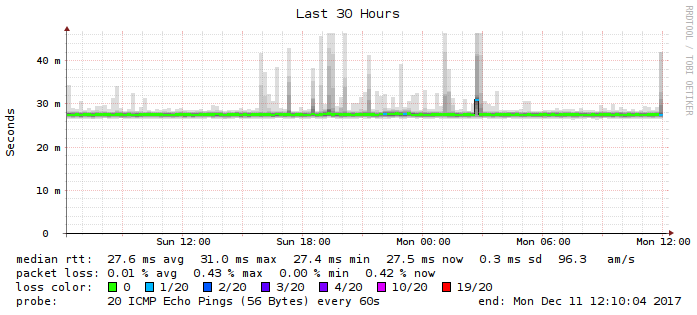 Last 30 Hours
RRDTOOL / TOBI OETIKER
Seconds
40 m
30 m
20 m
10 m
0
Sun 12:00 Sun 18:00 Mon 00:00 Mon 06:00 Mon 12:00
median rtt: 27.6 ms avg 31.0 ms max 27.4 ms min 27.5 ms now 0.3 ms sd 96.3 am/s
packet loss: 0.01 % avg 0.43 % max 0.00 % min 0.42 % now
loss color: 0 1/20 2/20 3/20 4/20 10/20 19/20
probe: 20 ICMP Echo Pings (56 Bytes) every 60s end: Mon Dec 11 12:10:04 2017